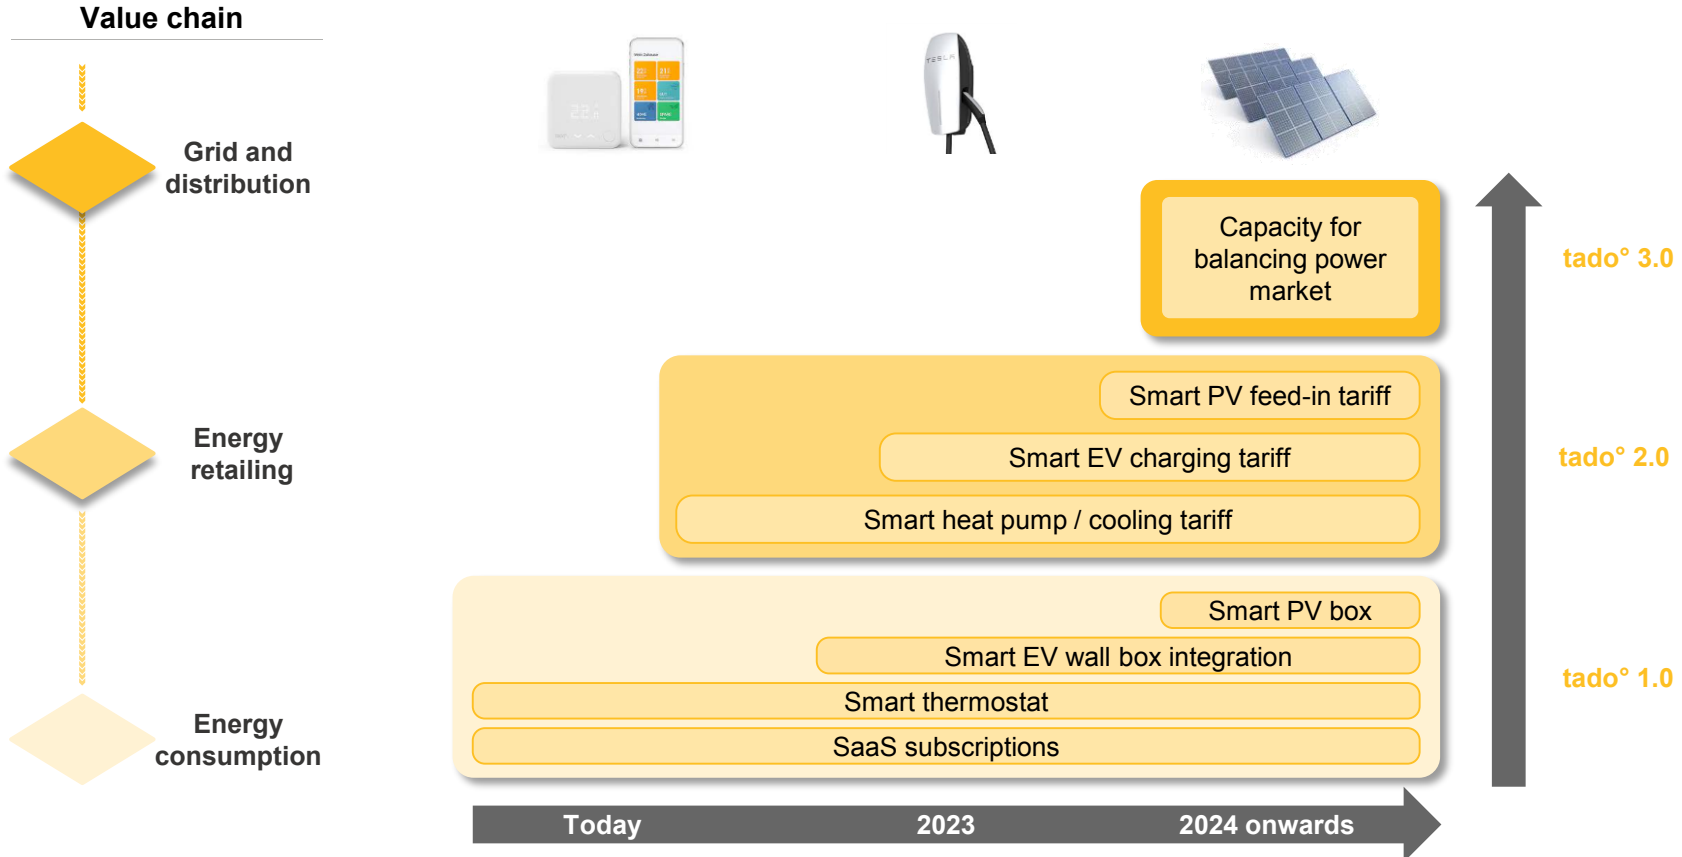 Value chain
TESLA
Grid and
distribution
Capacity for
balancing power
market
tado° 3.0
Smart PV feed-in tariff
Energy
retailing
Smart EV charging tariff
tado° 2.0
Smart heat pump / cooling tariff
Smart PV box
Smart EV wall box integration
tado° 1.0
Smart thermostat
Energy
consumption
SaaS subscriptions
Today
2023
2024 onwards